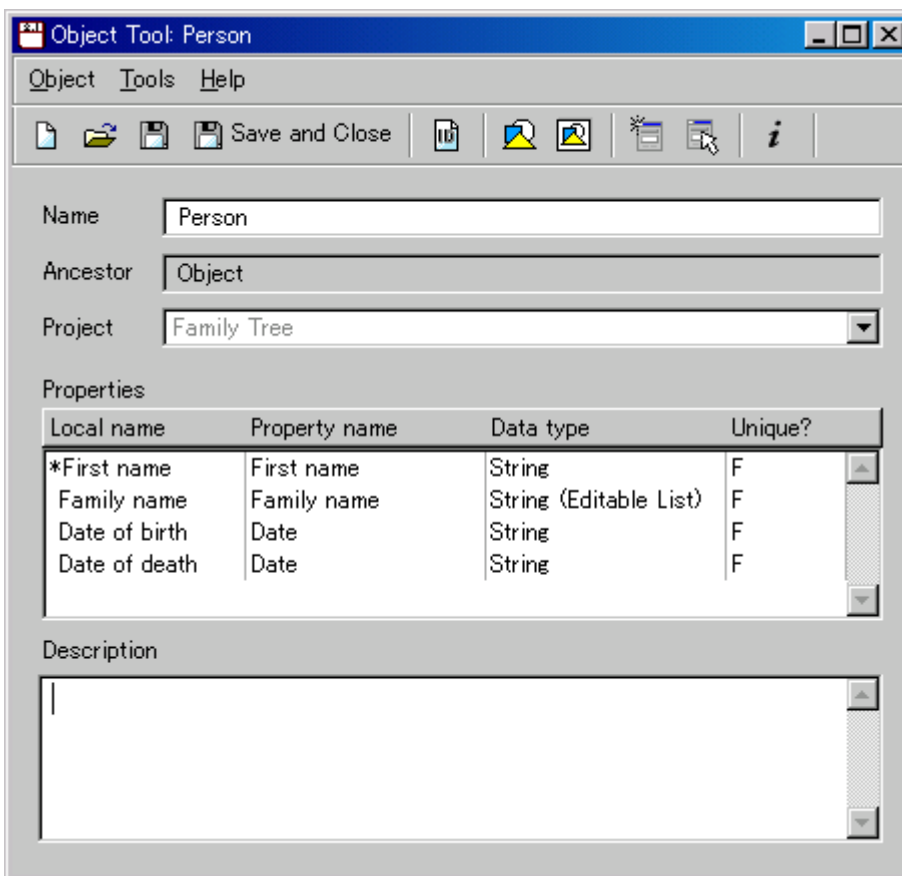 Object Tool: Person
Object Tools Help
Save and Close
Name Person
Ancestor Object
Project Family Tree
Properties
Local name Property name Data type Unique?
*First name First name String F
Family name Family name String (Editable List) F
Date of birth Date String F
Date of death Date String F
Description